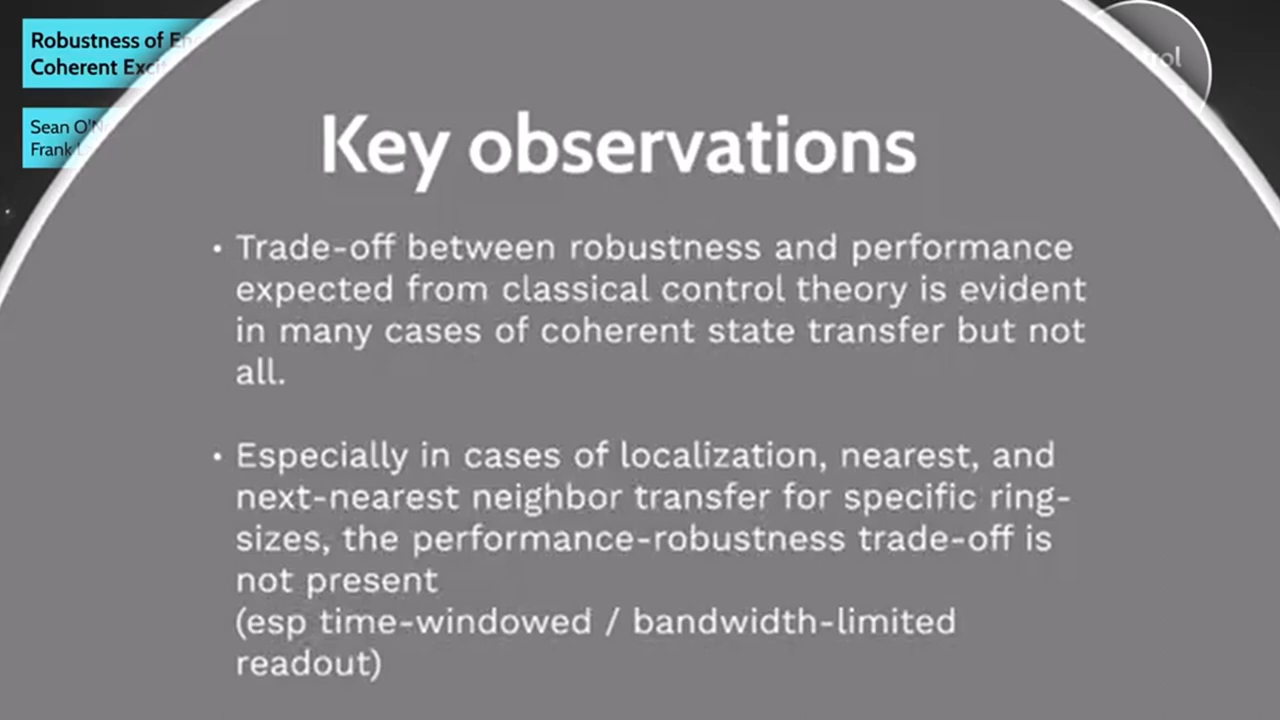 Robustness of
Coherent
Sean
Frank
Key observations
• Trade-off between robustness and performance
expected from classical control theory is evident
in many cases of coherent state transfer but not
all.
• Especially in cases of localization, nearest, and
next-nearest neighbor transfer for specific ring-
sizes, the performance-robustness trade-off is
not present
(esp time-windowed / bandwidth-limited
readout)